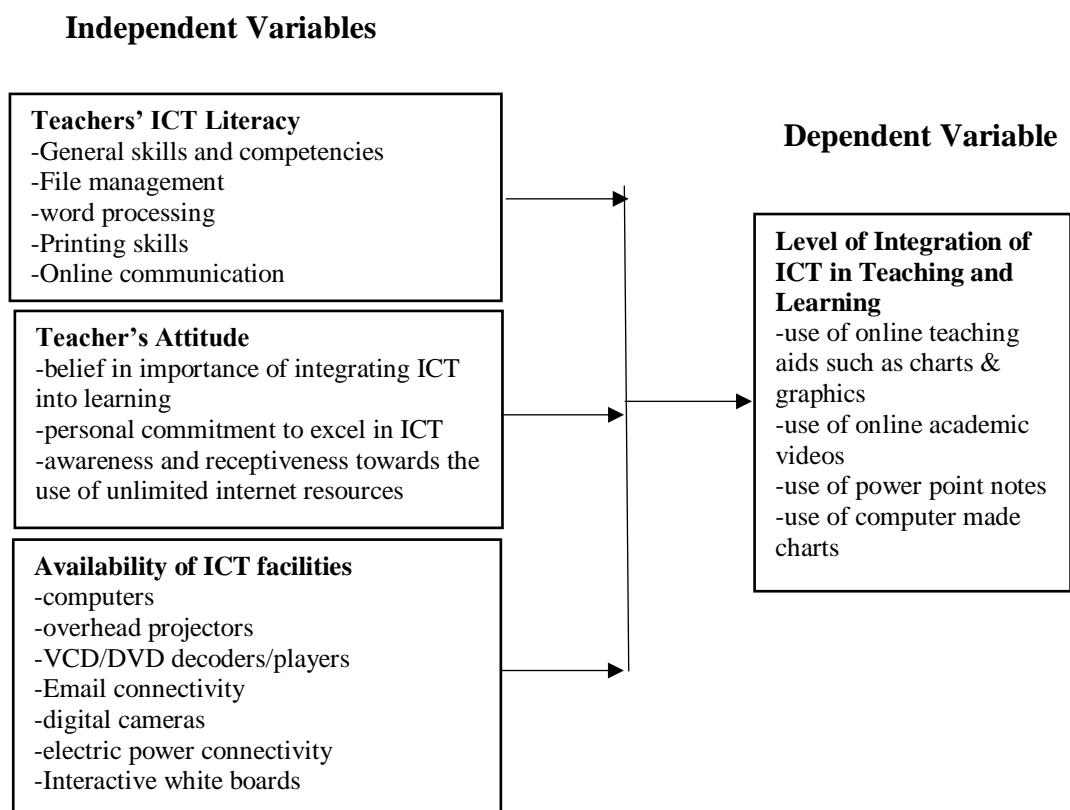 Independent Variables
Teachers’ ICT Literacy
-General skills and competencies
-File management
-word processing
-Printing skills
-Online communication
Teacher’s Attitude
-belief in importance of integrating ICT
into learning
-personal commitment to excel in ICT
-awareness and receptiveness towards the
use of unlimited internet resources
Availability of ICT facilities
-computers
-overhead projectors
-VCD/DVD decoders/players
-Email connectivity
-digital cameras
-electric power connectivity
-Interactive white boards
Dependent Variable
Level of Integration of
ICT in Teaching and
Learning
-use of online teaching
aids such as charts &
graphics
-use of online academic
videos
-use of power point notes
-use of computer made
charts